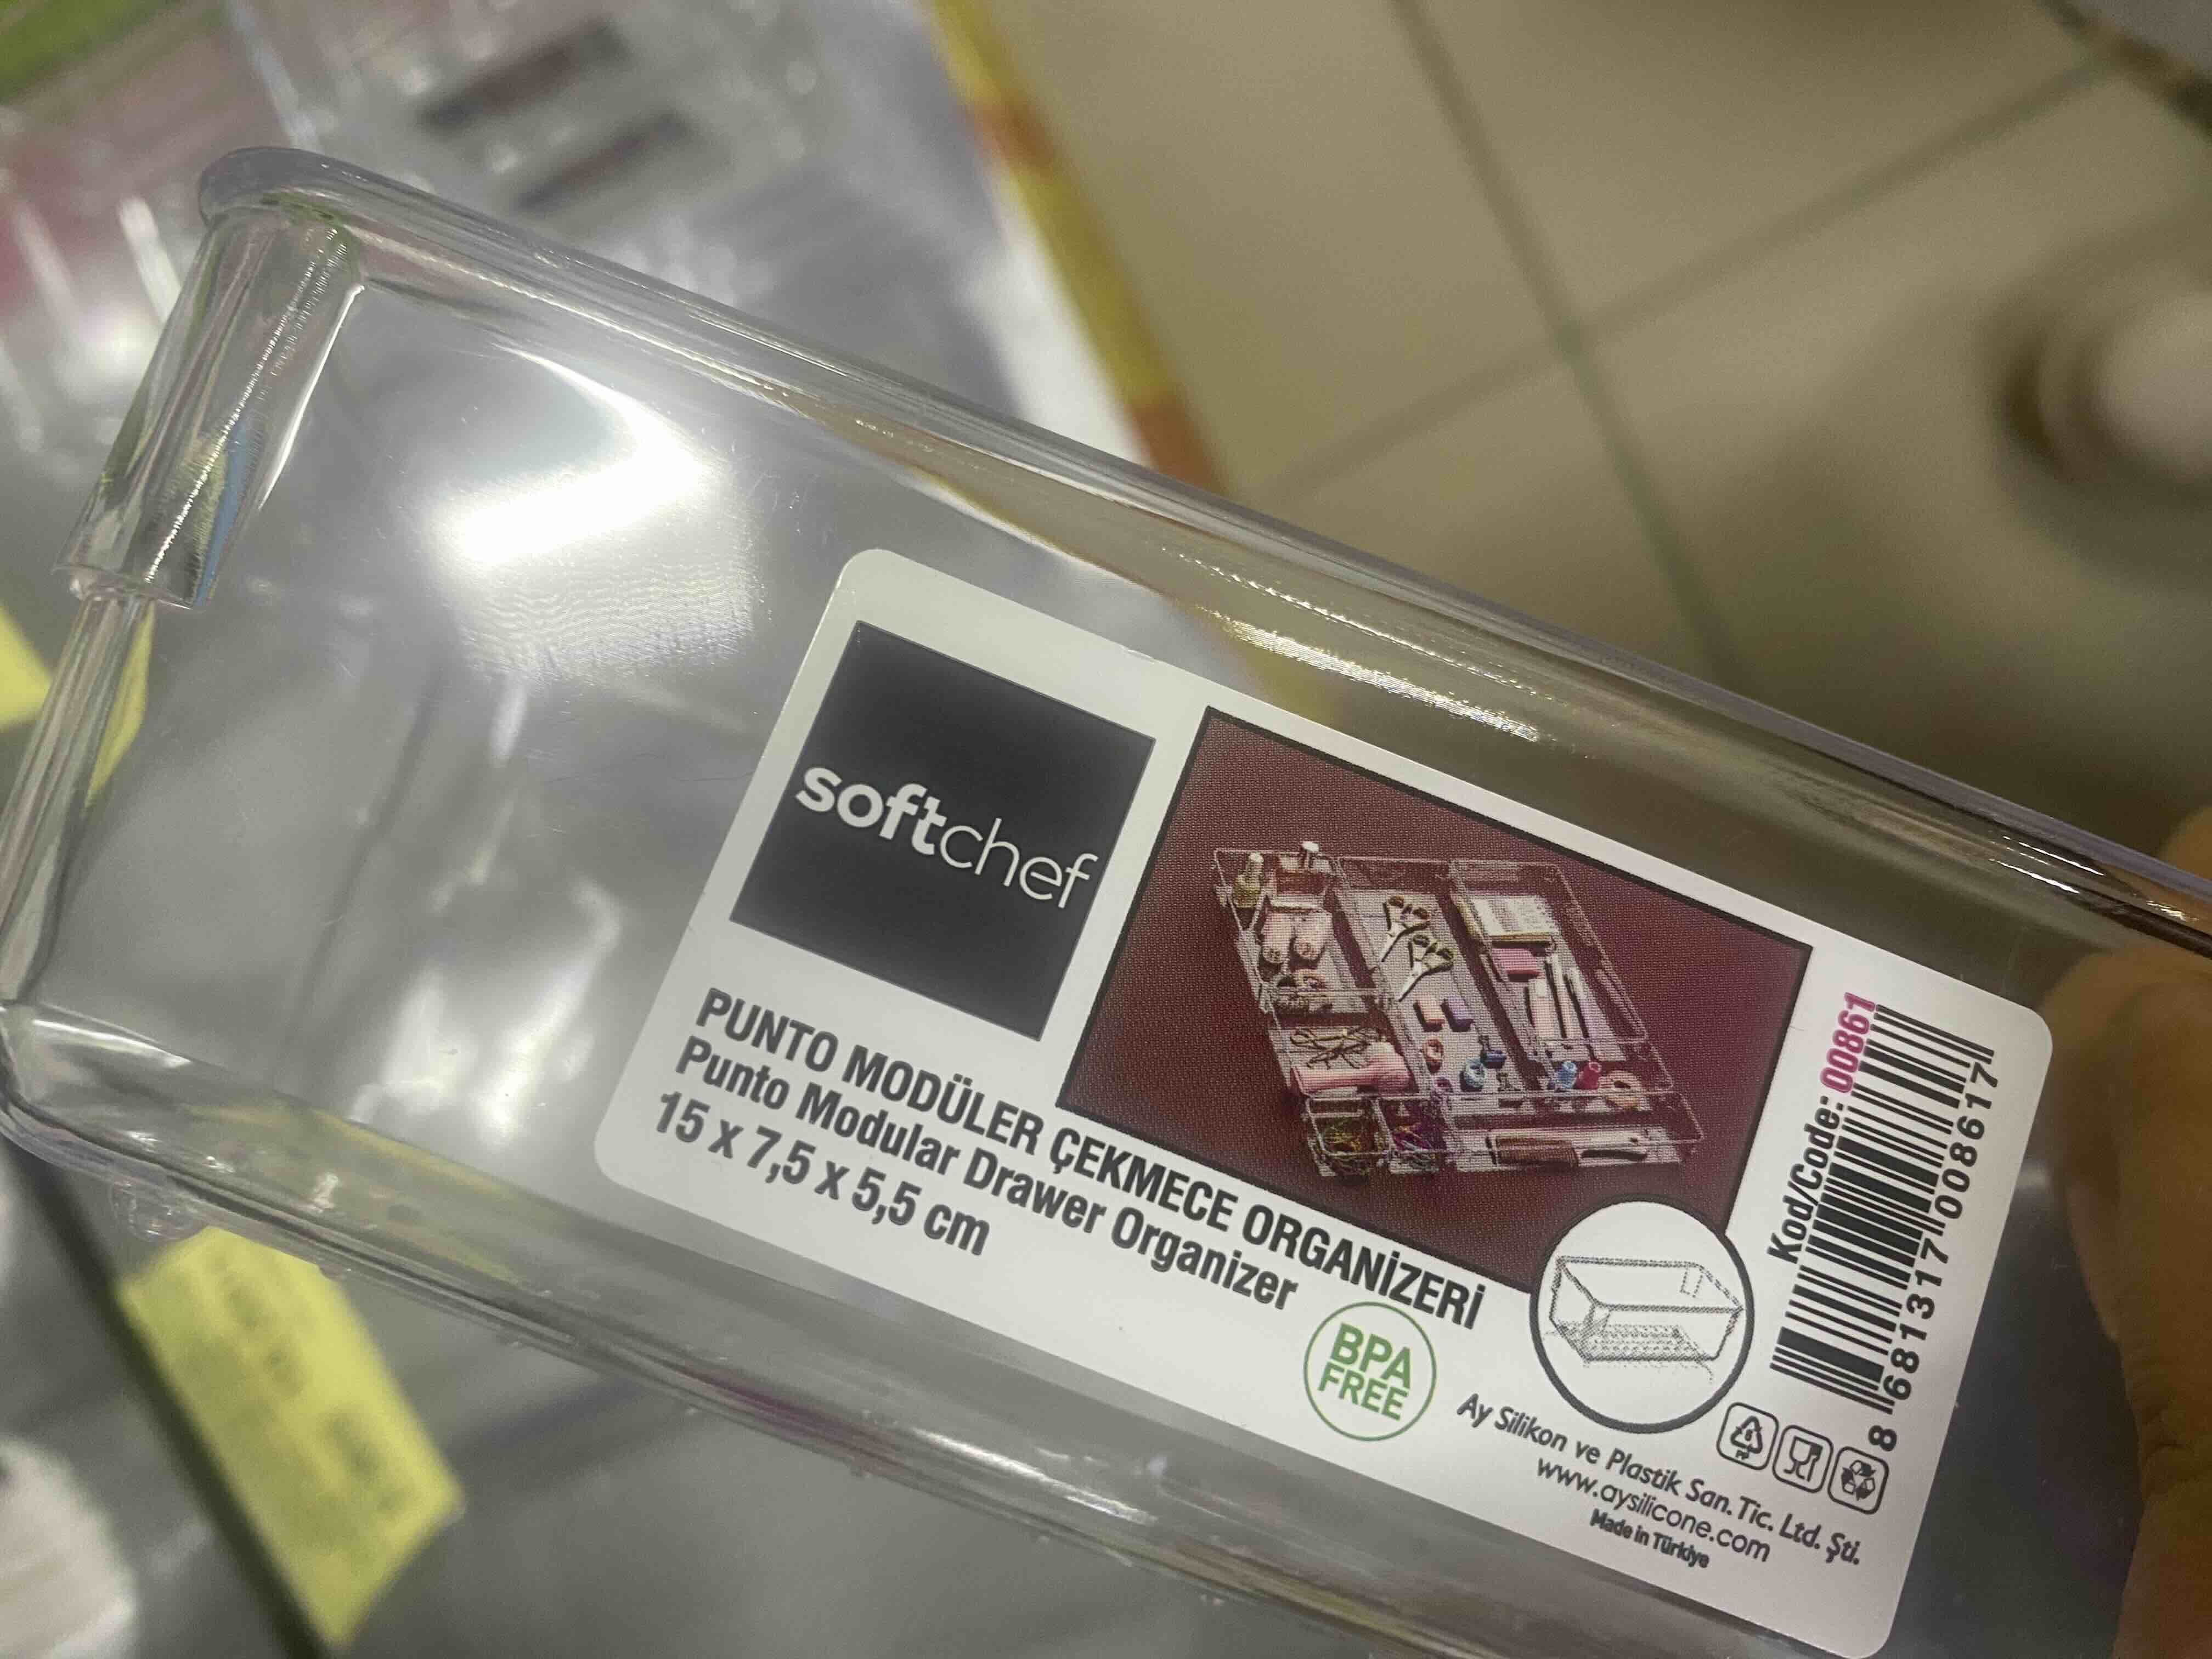 softchef
PUNTO MODÜLER ÇEKMECE ORGANİZERİ
Punto Modular Drawer Organizer
15 x 7,5 x 5,5 cm
BPA
FREE
Kod/Code: 00861
8 681317 008617
Ay Silikon ve Plastik San. Tic. Ltd. Şti.
www.aysilicone.com
Made in Türkiye